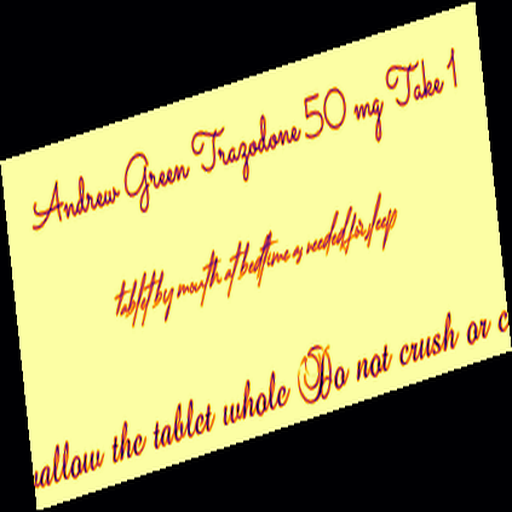 Andrew Green Trazodone 50 mg Take 1
tablet by mouth at bedtime as needed for sleep
allow the tablet whole Do not crush or c